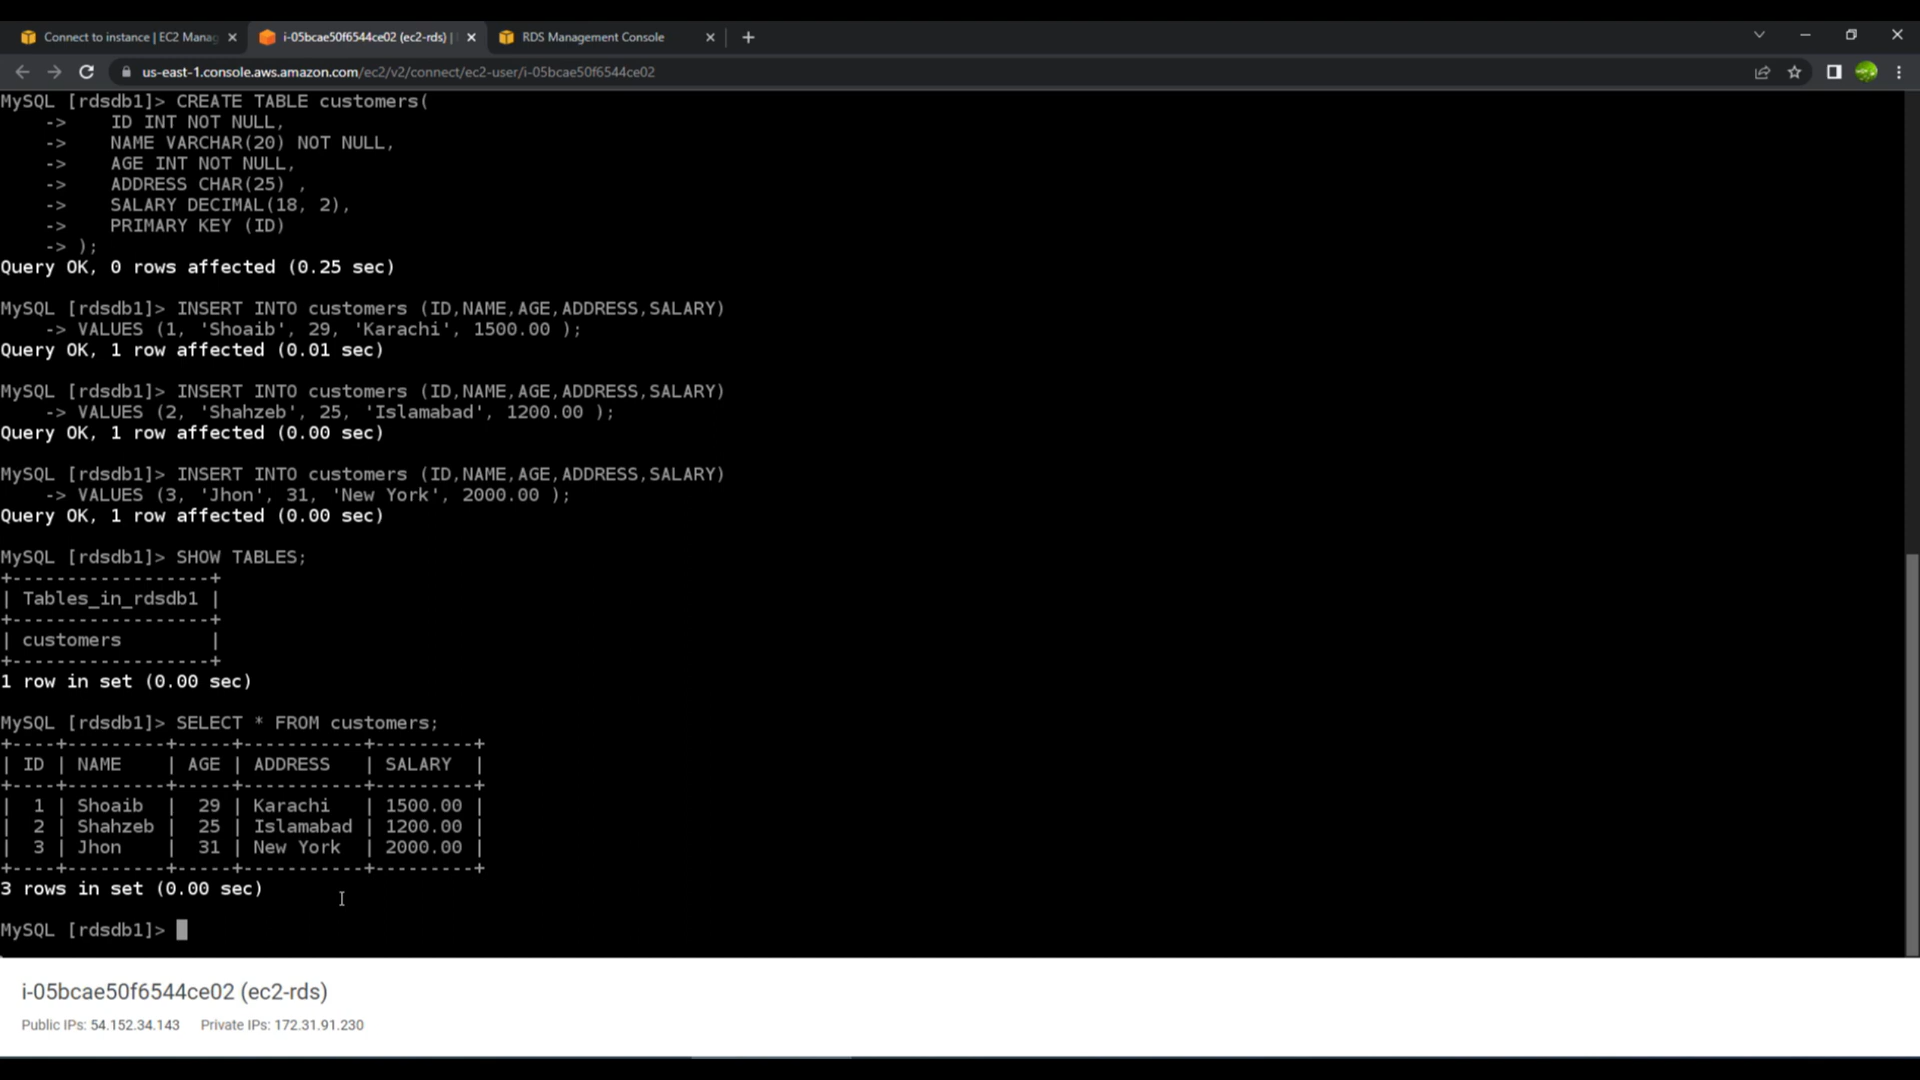 Connect to instance | EC2 Manag
i-05bcae50f6544ce02 (ec2-rds) |
RDS Management Console
us-east-1.console.aws.amazon.com/ec2/v2/connect/ec2-user/i-05bcae50f6544ce02
MySQL [rdsdb1]> CREATE TABLE customers(
    ->    ID INT NOT NULL,
    ->    NAME VARCHAR(20) NOT NULL,
    ->    AGE INT NOT NULL,
    ->    ADDRESS CHAR(25) ,
    ->    SALARY DECIMAL(18, 2),
    ->    PRIMARY KEY (ID)
    -> );
Query OK, 0 rows affected (0.25 sec)
MySQL [rdsdb1]> INSERT INTO customers (ID,NAME,AGE,ADDRESS,SALARY)
    -> VALUES (1, 'Shoaib', 29, 'Karachi', 1500.00 );
Query OK, 1 row affected (0.01 sec)
MySQL [rdsdb1]> INSERT INTO customers (ID,NAME,AGE,ADDRESS,SALARY)
    -> VALUES (2, 'Shahzeb', 25, 'Islamabad', 1200.00 );
Query OK, 1 row affected (0.00 sec)
MySQL [rdsdb1]> INSERT INTO customers (ID,NAME,AGE,ADDRESS,SALARY)
    -> VALUES (3, 'Jhon', 31, 'New York', 2000.00 );
Query OK, 1 row affected (0.00 sec)
MySQL [rdsdb1]> SHOW TABLES;
+------------------+
| Tables_in_rdsdb1 |
+------------------+
| customers        |
+------------------+
1 row in set (0.00 sec)
MySQL [rdsdb1]> SELECT * FROM customers;
+----+---------+-----+-----------+---------+
| ID | NAME    | AGE | ADDRESS   | SALARY  |
+----+---------+-----+-----------+---------+
|  1 | Shoaib  |  29 | Karachi   | 1500.00 |
|  2 | Shahzeb |  25 | Islamabad | 1200.00 |
|  3 | Jhon    |  31 | New York  | 2000.00 |
+----+---------+-----+-----------+---------+
3 rows in set (0.00 sec)
MySQL [rdsdb1]>
i-05bcae50f6544ce02 (ec2-rds)
Public IPs: 54.152.34.143 Private IPs: 172.31.91.230